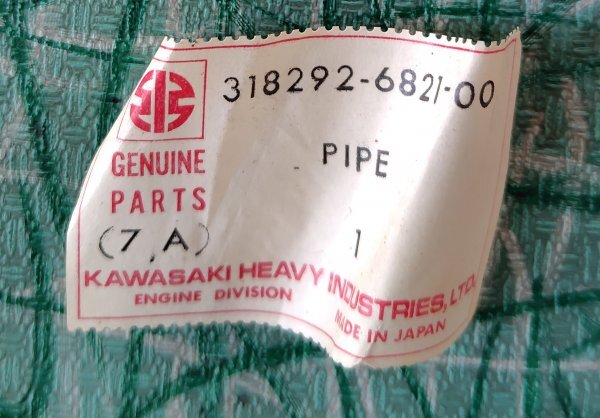 318292-6821-00
GENUINE PARTS
PIPE
(7,A)
1
KAWASAKI HEAVY INDUSTRIES, LTD.
ENGINE DIVISION
MADE IN JAPAN